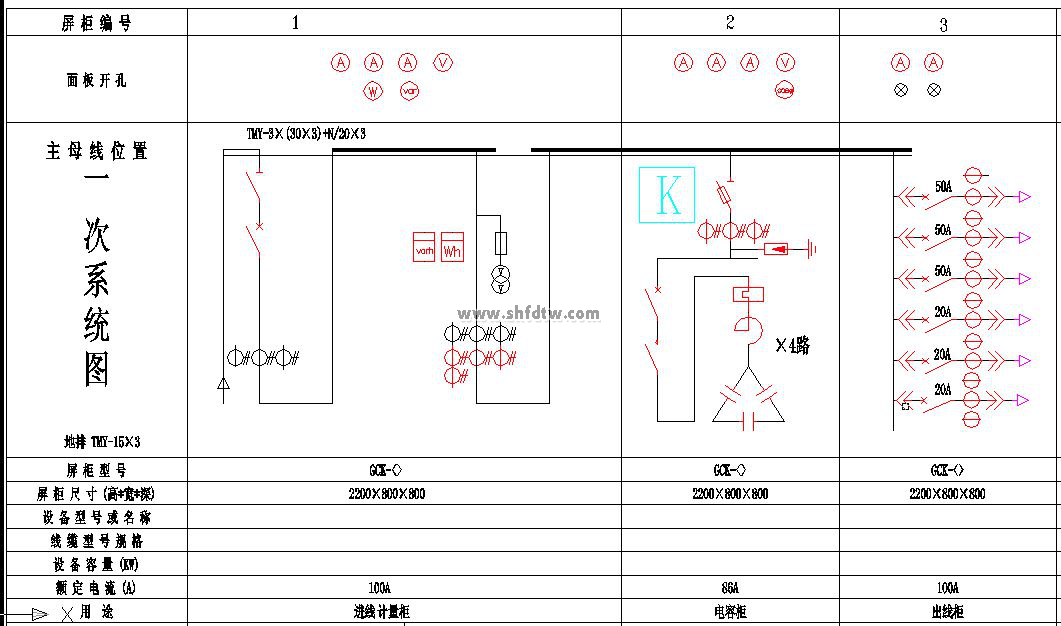 屏柜编号 1 2 3
面板开孔 A A A V A A A V A A
W var cosφ
主母线位置 TMY-3×(30×3)+N/20×3
一次系统图
K
varh Wh
50A
50A
50A
20A
20A
20A
www.shfdtw.com
×4路
地排 TMY-15×3
屏柜型号 GCK-◇ GCK-◇ GCK-◇
屏柜尺寸(高*宽*深) 2200×800×800 2200×800×800 2200×800×800
设备型号或名称
线缆型号规格
设备容量(KW)
额定电流(A) 100A 86A 100A
用途 进线计量柜 电容柜 出线柜